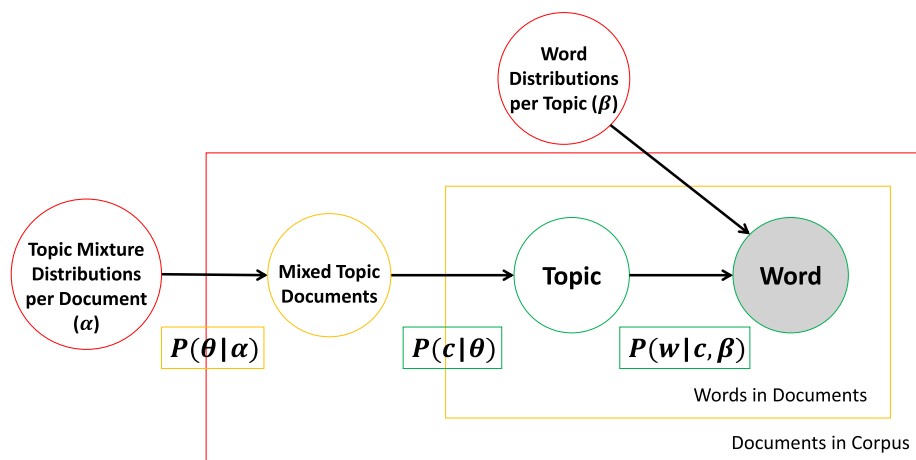 Word
Distributions
per Topic (β)
Topic Mixture
Distributions
per Document
(α)
Mixed Topic
Documents
Topic
Word
P(θ|α)
P(c|θ)
P(w|c,β)
Words in Documents
Documents in Corpus